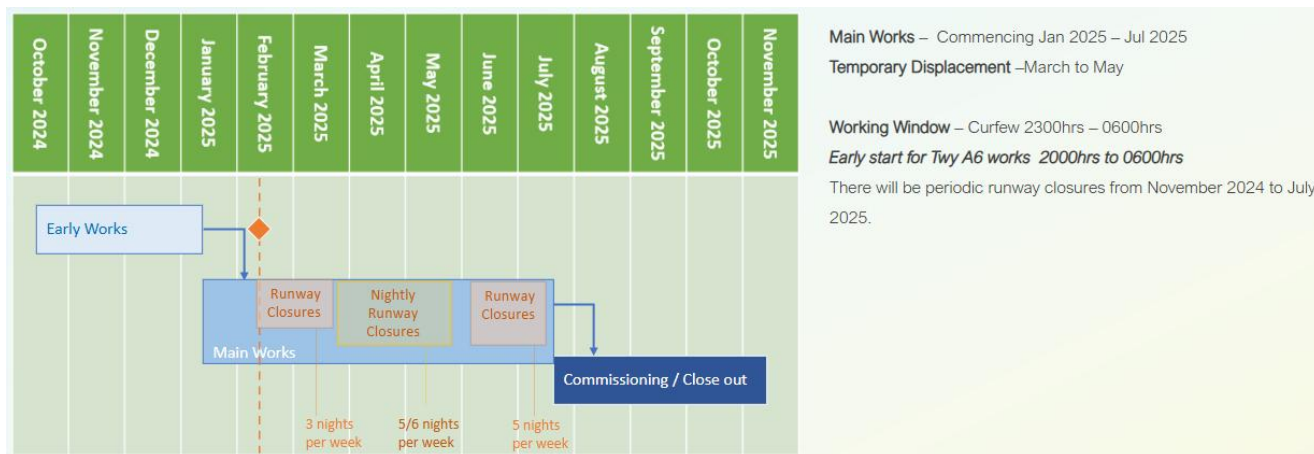 October 2024
November 2024
December 2024
January 2025
February 2025
March 2025
April 2025
May 2025
June 2025
July 2025
August 2025
September 2025
October 2025
November 2025
Early Works
Runway
Closures
Nightly
Runway
Closures
Runway
Closures
Main Works
Commissioning / Close out
3 nights
per week
5/6 nights
per week
5 nights
per week
Main Works – Commencing Jan 2025 – Jul 2025
Temporary Displacement –March to May
Working Window – Curfew 2300hrs – 0600hrs
Early start for Twy A6 works 2000hrs to 0600hrs
There will be periodic runway closures from November 2024 to July
2025.